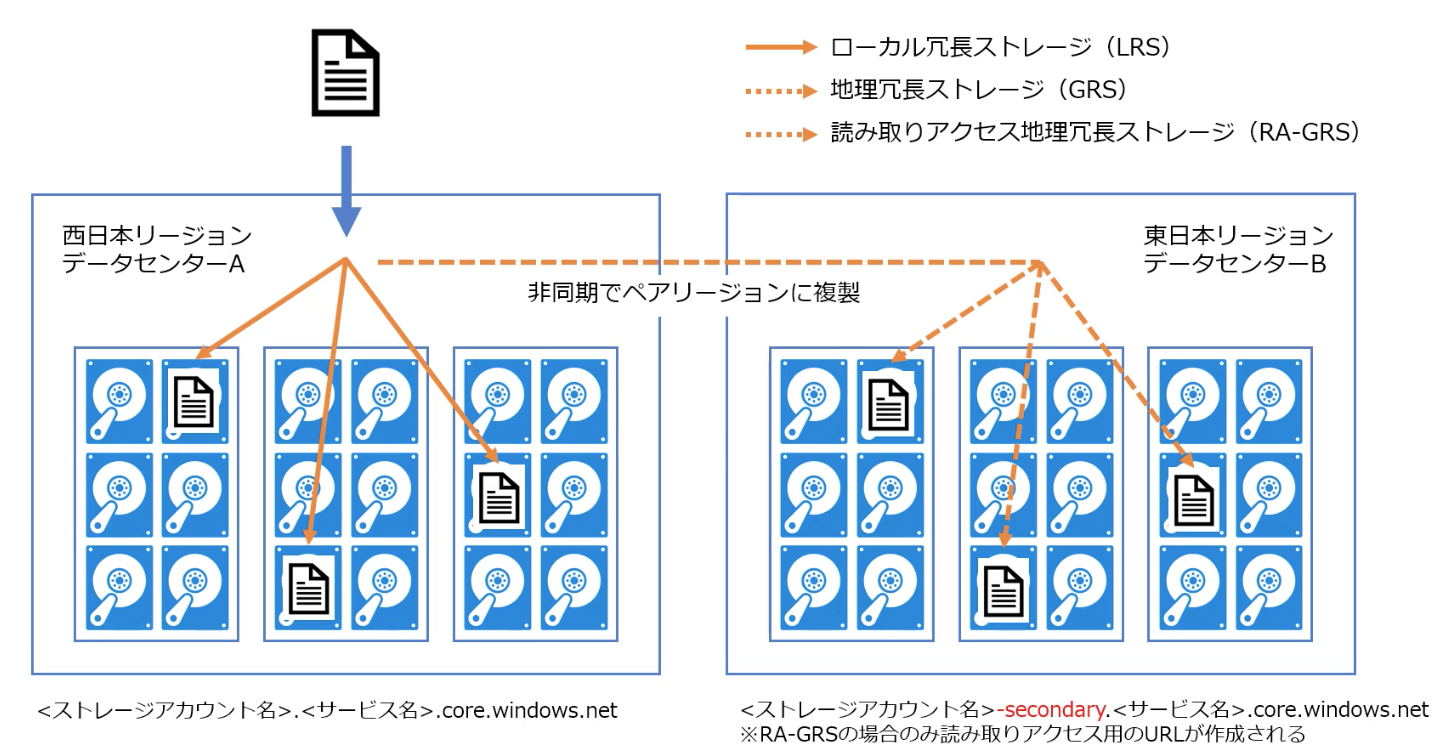 ローカル冗長ストレージ（LRS）
地理冗長ストレージ（GRS）
読み取りアクセス地理冗長ストレージ（RA-GRS）
西日本リージョン
データセンターA
東日本リージョン
データセンターB
非同期でペアリージョンに複製
<ストレージアカウント名>.<サービス名>.core.windows.net
<ストレージアカウント名>-secondary.<サービス名>.core.windows.net
※RA-GRSの場合のみ読み取りアクセス用のURLが作成される